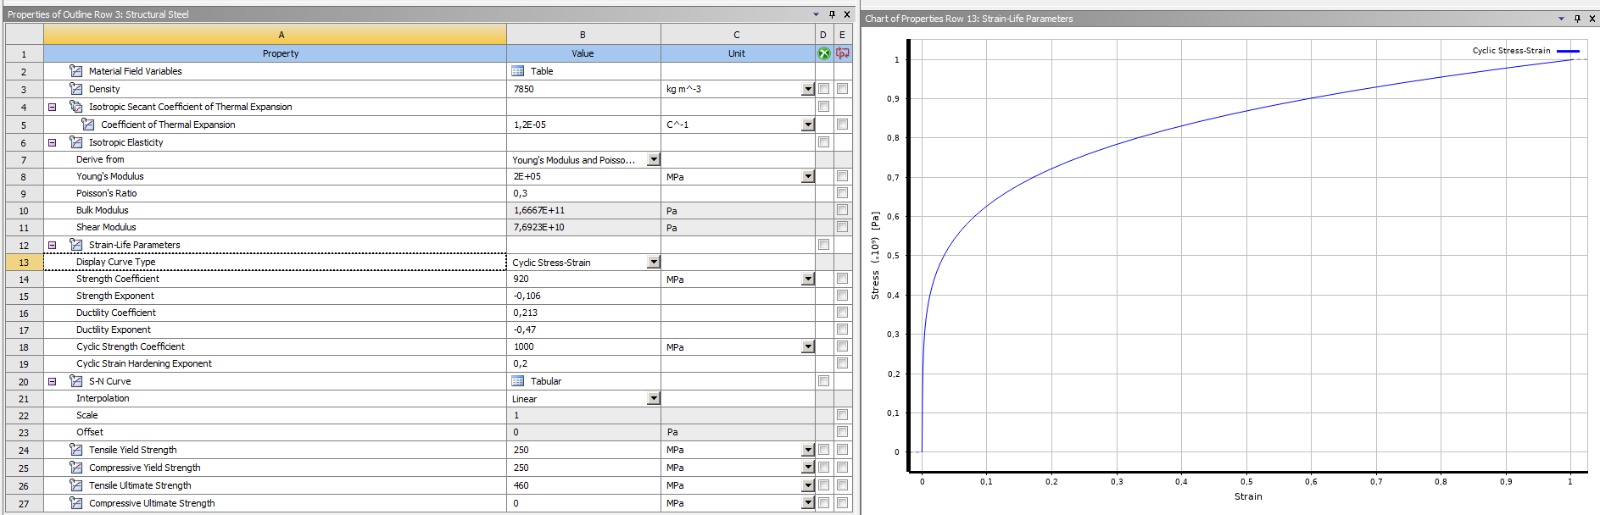 Properties of Outline Row 3: Structural Steel
A B C D E
1 Property Value Unit
2 Material Field Variables Table
3 Density 7850 kg m^-3
4 Isotropic Secant Coefficient of Thermal Expansion
5 Coefficient of Thermal Expansion 1,2E-05 C^-1
6 Isotropic Elasticity
7 Derive from Young's Modulus and Poisso...
8 Young's Modulus 2E+05 MPa
9 Poisson's Ratio 0,3
10 Bulk Modulus 1,6667E+11 Pa
11 Shear Modulus 7,6923E+10 Pa
12 Strain-Life Parameters
13 Display Curve Type Cyclic Stress-Strain
14 Strength Coefficient 920 MPa
15 Strength Exponent -0,106
16 Ductility Coefficient 0,213
17 Ductility Exponent -0,47
18 Cyclic Strength Coefficient 1000 MPa
19 Cyclic Strain Hardening Exponent 0,2
20 S-N Curve Tabular
21 Interpolation Linear
22 Scale 1
23 Offset 0 Pa
24 Tensile Yield Strength 250 MPa
25 Compressive Yield Strength 250 MPa
26 Tensile Ultimate Strength 460 MPa
27 Compressive Ultimate Strength 0 MPa
Chart of Properties Row 13: Strain-Life Parameters
Cyclic Stress-Strain
1
0,9
0,8
0,7
0,6
0,5
0,4
0,3
0,2
0,1
0
Stress (.10⁹) [Pa]
0 0,1 0,2 0,3 0,4 0,5 0,6 0,7 0,8 0,9 1
Strain